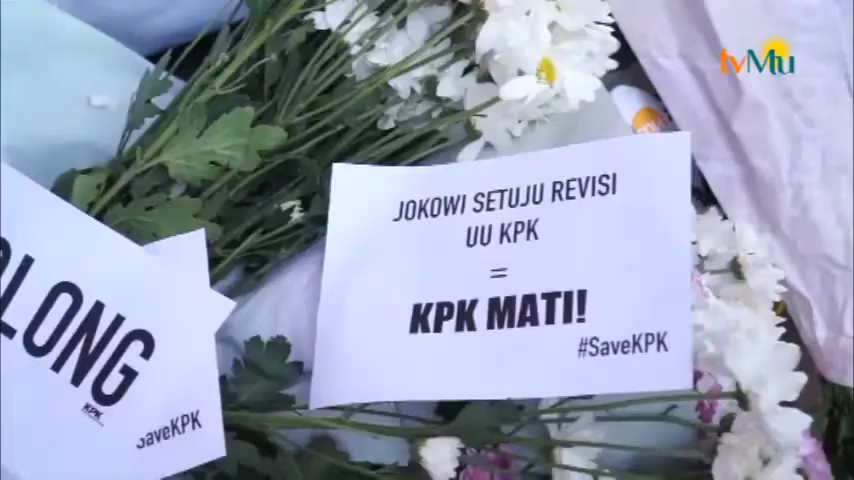 tvMu
JOKOWI SETUJU REVISI
UU KPK
=
KPK MATI!
#SaveKPK
LONG
KPK
SaveKPK